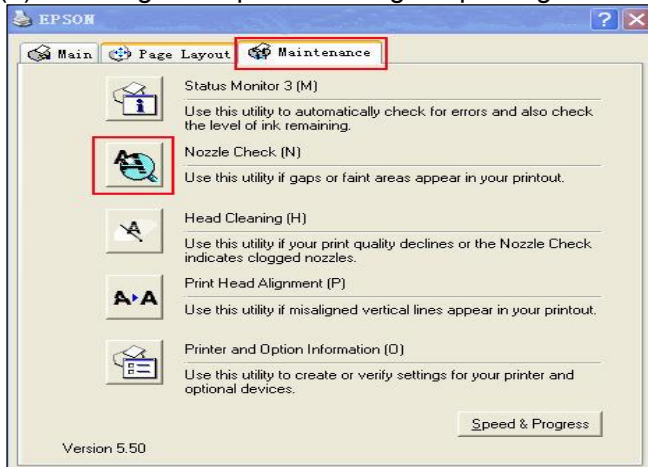 EPSON
Main Page Layout Maintenance
Status Monitor 3 (M)
Use this utility to automatically check for errors and also check
the level of ink remaining.
Nozzle Check (N)
Use this utility if gaps or faint areas appear in your printout.
Head Cleaning (H)
Use this utility if your print quality declines or the Nozzle Check
indicates clogged nozzles.
Print Head Alignment (P)
Use this utility if misaligned vertical lines appear in your printout.
Printer and Option Information (O)
Use this utility to create or verify settings for your printer and
optional devices.
Speed & Progress
Version 5.50